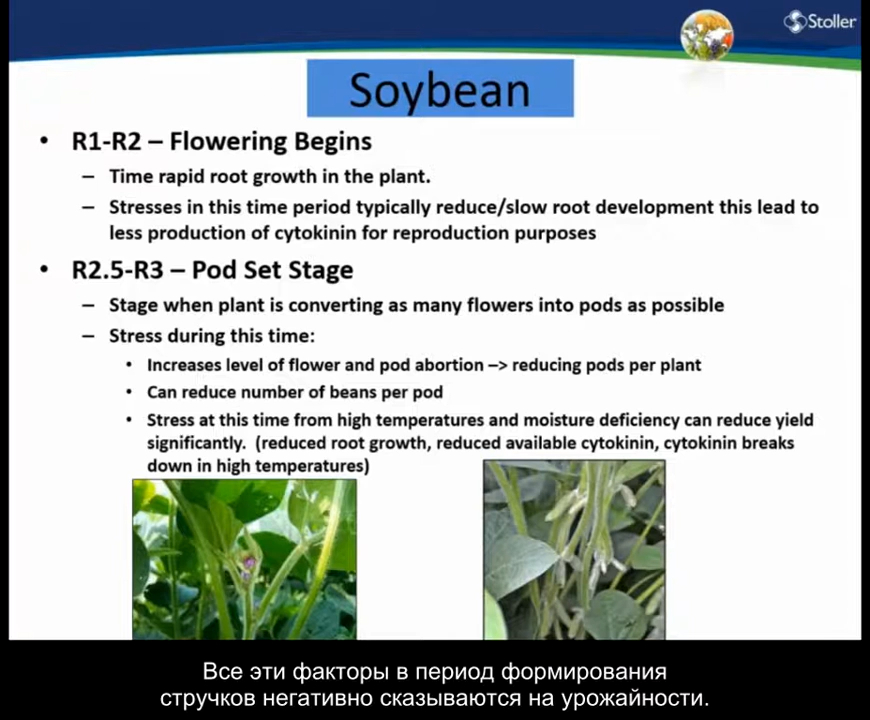 Stoller
Soybean
• R1-R2 – Flowering Begins
– Time rapid root growth in the plant.
– Stresses in this time period typically reduce/slow root development this lead to
less production of cytokinin for reproduction purposes
• R2.5-R3 – Pod Set Stage
– Stage when plant is converting as many flowers into pods as possible
– Stress during this time:
• Increases level of flower and pod abortion –> reducing pods per plant
• Can reduce number of beans per pod
• Stress at this time from high temperatures and moisture deficiency can reduce yield
significantly. (reduced root growth, reduced available cytokinin, cytokinin breaks
down in high temperatures)
Все эти факторы в период формирования
стручков негативно сказываются на урожайности.